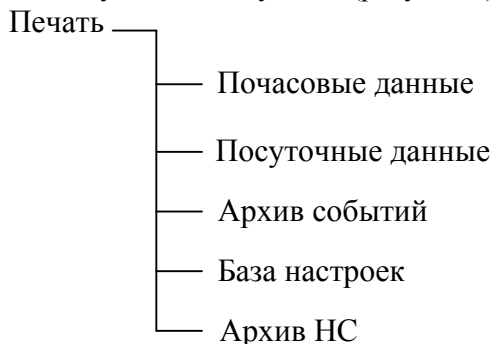 Печать
Почасовые данные
Посуточные данные
Архив событий
База настроек
Архив НС